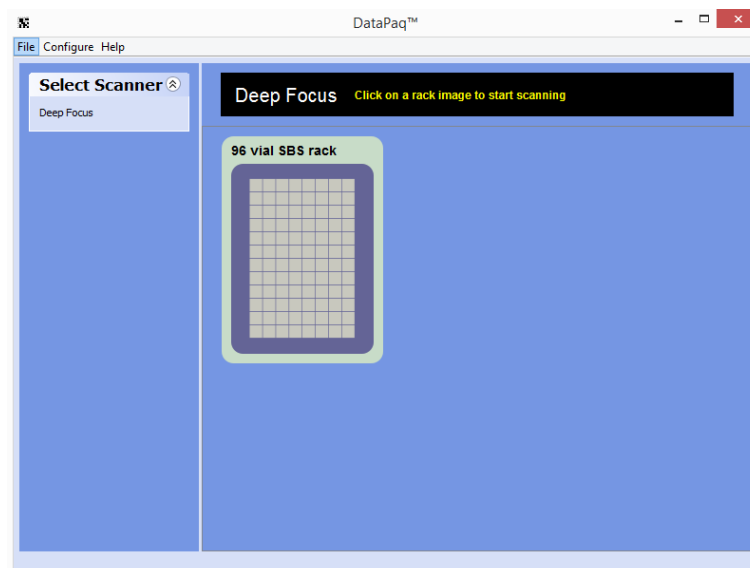 DataPaq™
File Configure Help
Select Scanner
Deep Focus
Deep Focus Click on a rack image to start scanning
96 vial SBS rack